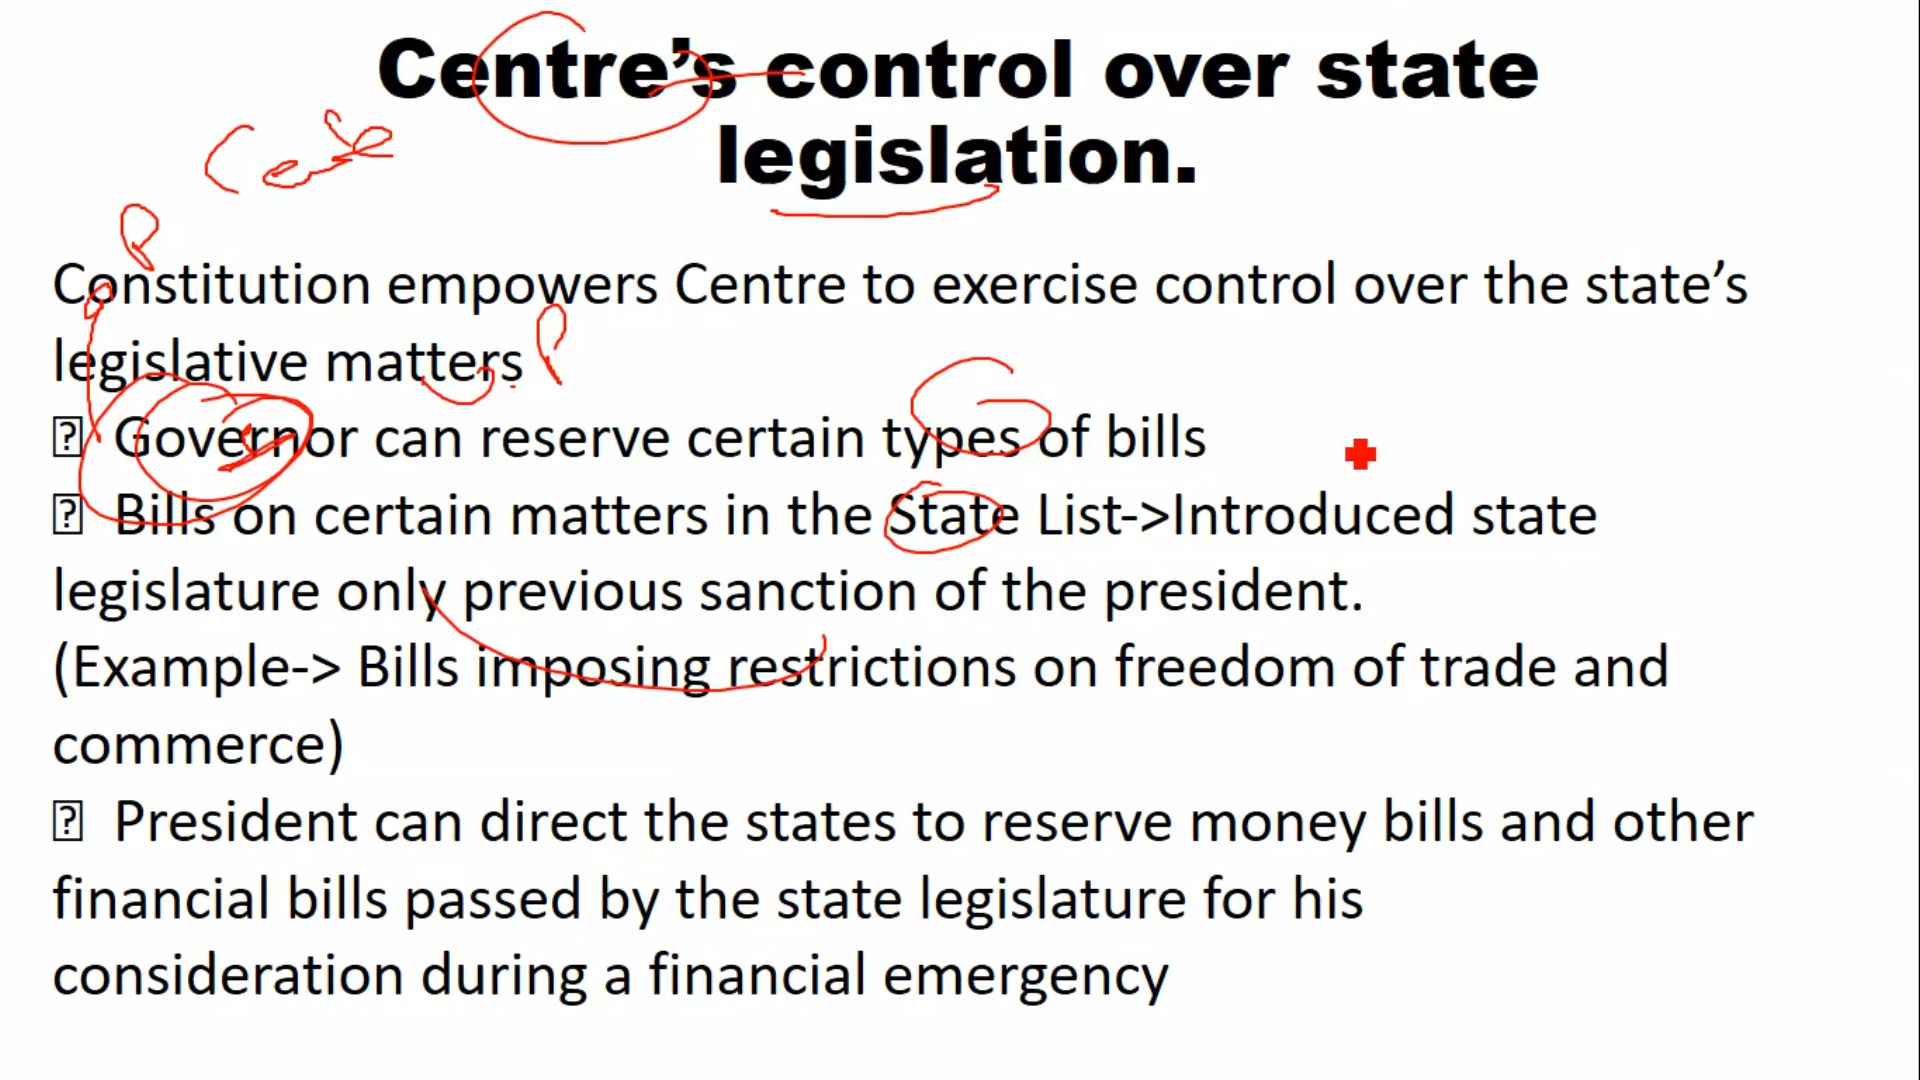 Centre’s control over state
legislation.
Constitution empowers Centre to exercise control over the state’s
legislative matters
Governor can reserve certain types of bills
Bills on certain matters in the State List->Introduced state
legislature only previous sanction of the president.
(Example-> Bills imposing restrictions on freedom of trade and
commerce)
President can direct the states to reserve money bills and other
financial bills passed by the state legislature for his
consideration during a financial emergency